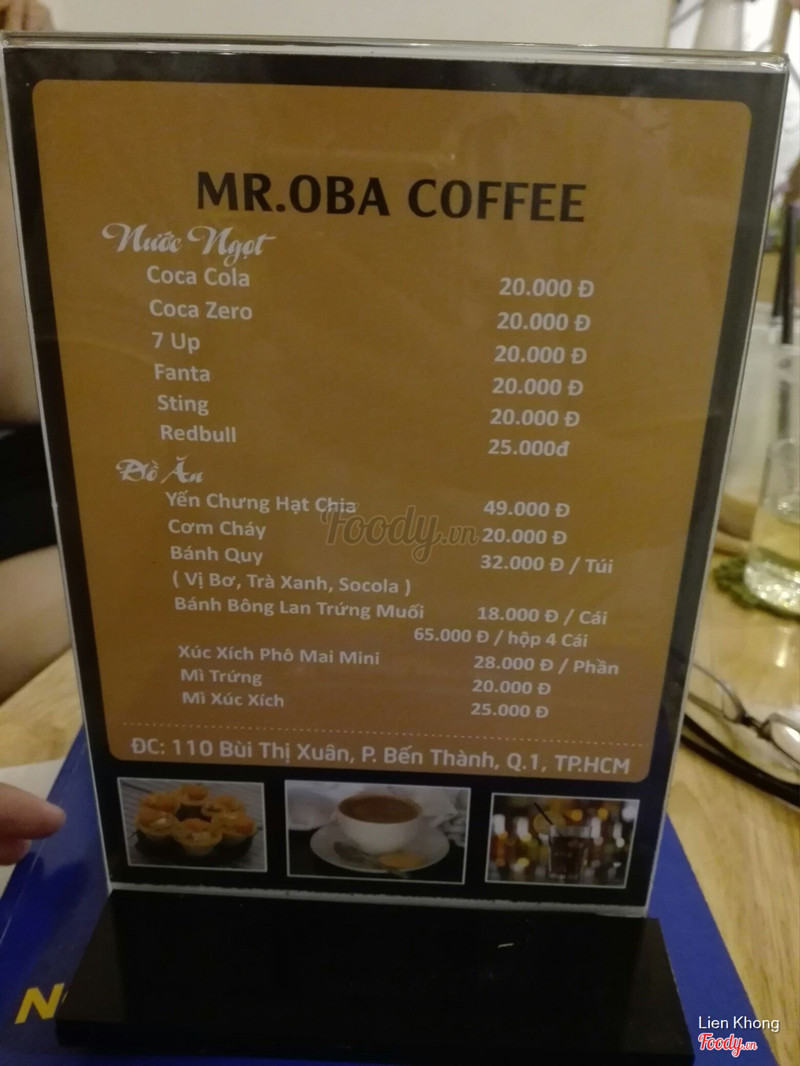 MR.OBA COFFEE
Nước Ngọt
Coca Cola 20.000 Đ
Coca Zero 20.000 Đ
7 Up 20.000 Đ
Fanta 20.000 Đ
Sting 20.000 Đ
Redbull 25.000đ
Đồ Ăn
Yến Chưng Hạt Chia 49.000 Đ
Cơm Cháy 20.000 Đ
Bánh Quy 32.000 Đ / Túi
( Vị Bơ, Trà Xanh, Socola )
Bánh Bông Lan Trứng Muối 18.000 Đ / Cái
65.000 Đ / hộp 4 Cái
Xúc Xích Phô Mai Mini 28.000 Đ / Phần
Mì Trứng 20.000 Đ
Mì Xúc Xích 25.000 Đ
ĐC: 110 Bùi Thị Xuân, P. Bến Thành, Q.1, TP.HCM
Foody.vn
Lien Khong
Foody.vn